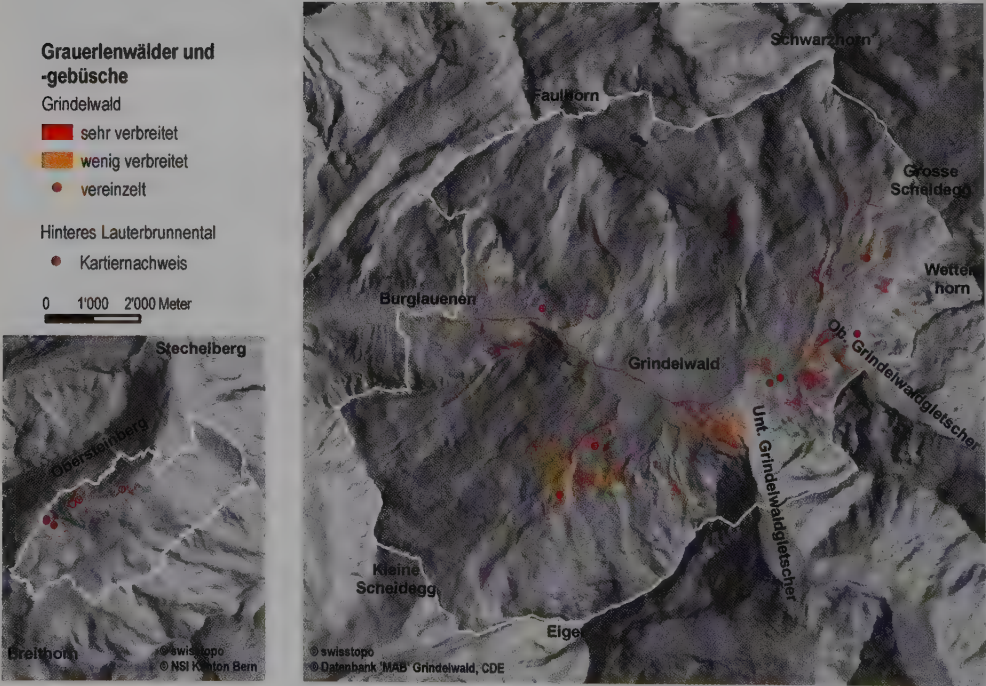 Grauerlenwälder und
-gebüsche
Grindelwald
sehr verbreitet
wenig verbreitet
vereinzelt
Hinteres Lauterbrunnental
Kartiernachweis
0 1'000 2'000 Meter
Stechelberg
Obersteinberg
Breithorn
© swisstopo
© NSI Kanton Bern
Schwarzhorn
Faulhorn
Grosse
Scheidegg
Wetter
horn
Burglauenen
Ob. Grindelwaldgletscher
Grindelwald
Unt. Grindelwaldgletscher
Kleine
Scheidegg
Eiger
© swisstopo
© Datenbank 'MAB' Grindelwald, CDE